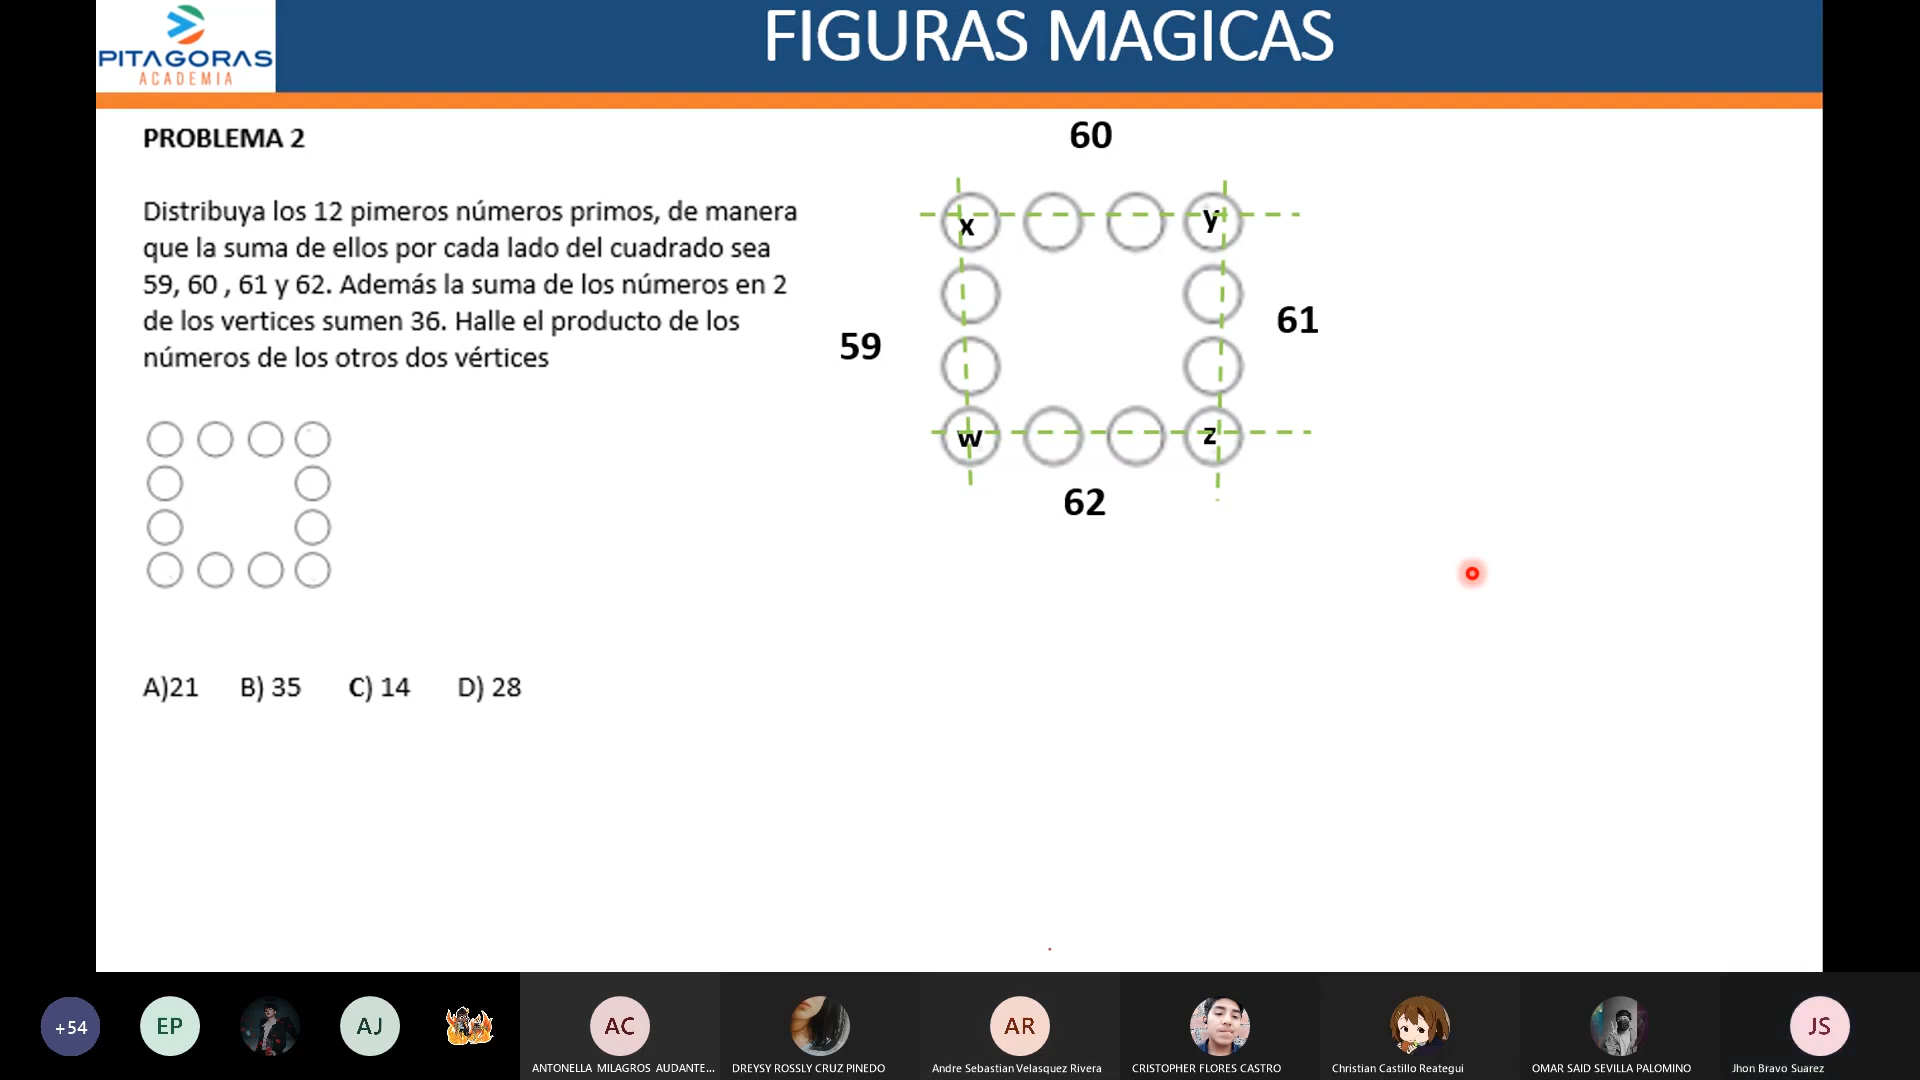 PITAGORAS
ACADEMIA
FIGURAS MAGICAS
PROBLEMA 2
Distribuya los 12 pimeros números primos, de manera
que la suma de ellos por cada lado del cuadrado sea
59, 60 , 61 y 62. Además la suma de los números en 2
de los vertices sumen 36. Halle el producto de los
números de los otros dos vértices
60
x
y
59
61
w
z
62
A)21 B) 35 C) 14 D) 28
+54
EP
AJ
AC
AR
JS
ANTONELLA MILAGROS AUDANTE...
DREYSY ROSSLY CRUZ PINEDO
Andre Sebastian Velasquez Rivera
CRISTOPHER FLORES CASTRO
Christian Castillo Reategui
OMAR SAID SEVILLA PALOMINO
Jhon Bravo Suarez